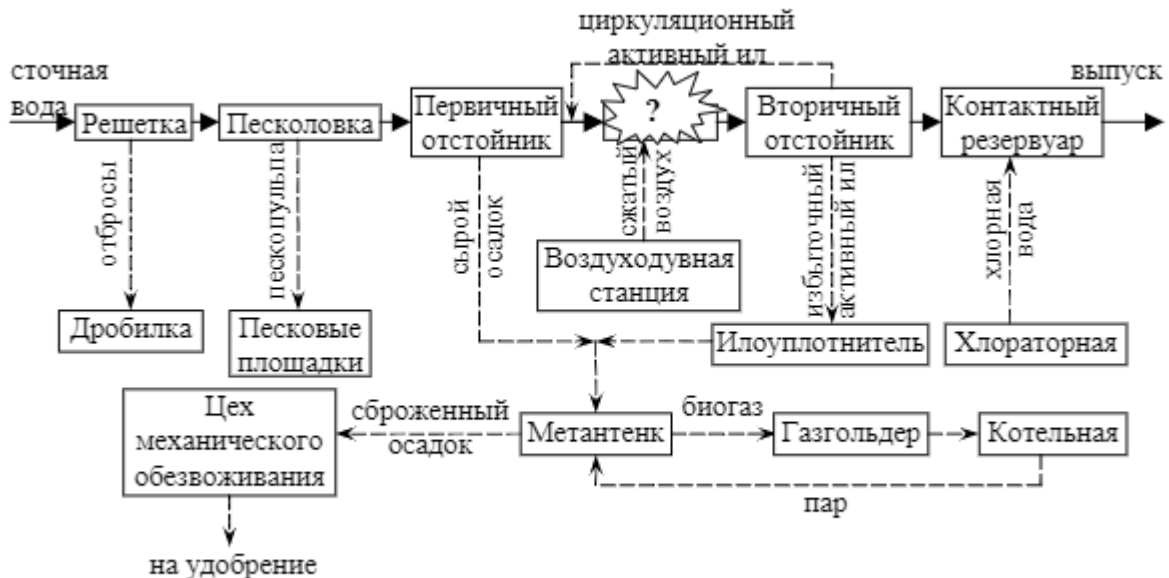 циркуляционный
активный ил
сточная
вода
выпуск
Решетка
Песколовка
Первичный
отстойник
?
Вторичный
отстойник
Контактный
резервуар
отбросы
пескопульпа
сырой
осадок
сжатый
воздух
избыточный
активный ил
хлорная
вода
Воздуходувная
станция
Дробилка
Песковые
площадки
Илоуплотнитель
Хлораторная
Цех
механического
обезвоживания
сброженный
осадок
Метантенк
биогаз
Газгольдер
Котельная
пар
на удобрение